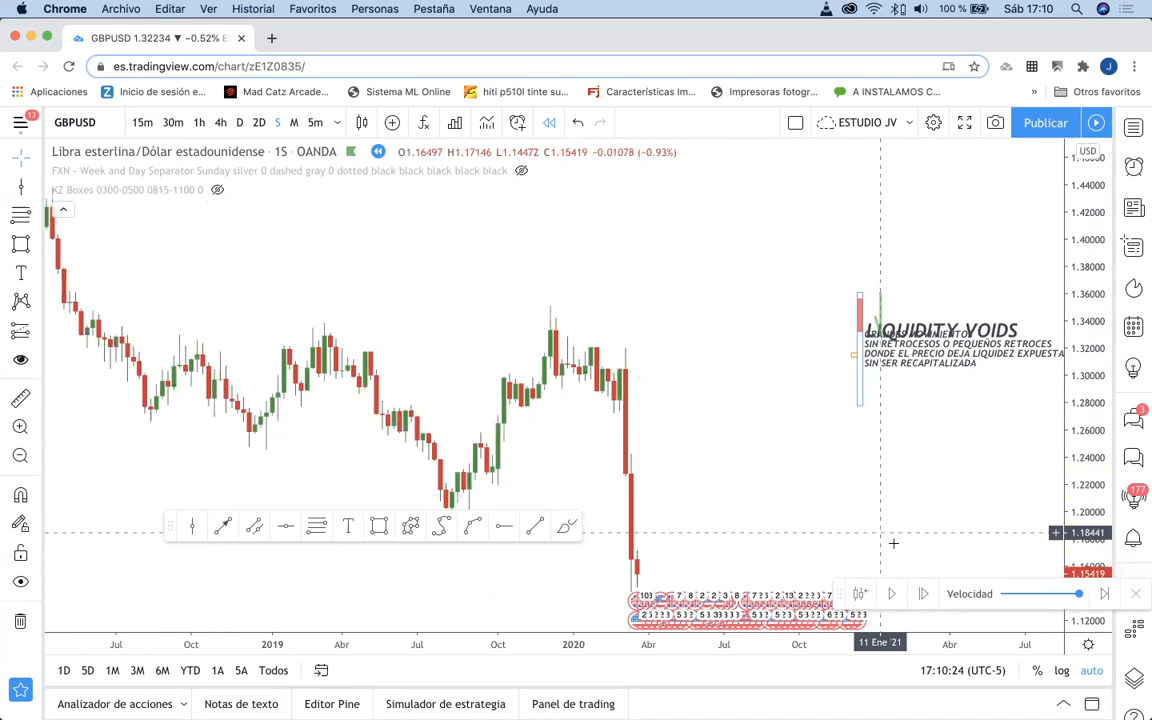 Chrome Archivo Editar Ver Historial Favoritos Personas Pestaña Ventana Ayuda 100 % Sáb 17:10
GBPUSD 1.32234 ▼ −0.52% E
es.tradingview.com/chart/zE1Z0835/
Aplicaciones Inicio de sesión e... Mad Catz Arcade... Sistema ML Online hiti p510l tinte su... Características Im... Impresoras fotogr... A INSTALAMOS C... » Otros favoritos
13 GBPUSD 15m 30m 1h 4h D 2D S M 5m ESTUDIO JV Publicar
Libra esterlina/Dólar estadounidense · 1S · OANDA O1.16497 H1.17146 L1.14472 C1.15419 −0.01078 (−0.93%) USD
FXN - Week and Day Separator Sunday silver 0 dashed gray 0 dotted black black black black black
KZ Boxes 0300-0500 0815-1100 0
1.44000
1.42000
1.40000
1.38000
1.36000
1.34000
LIQUIDITY VOIDS
SIN RETROCESOS O PEQUEÑOS RETROCES
1.32000
DONDE EL PRECIO DEJA LIQUIDEZ EXPUESTA
SIN SER RECAPITALIZADA
1.30000
1.28000
3
1.26000
1.24000
1.22000
177
1.20000
1.18441
1.15419
Velocidad
1.12000
Jul Oct 2019 Abr Jul Oct 2020 Abr Jul Oct 11 Ene '21 Abr Jul
1D 5D 1M 3M 6M YTD 1A 5A Todos 17:10:24 (UTC-5) % log auto
Analizador de acciones Notas de texto Editor Pine Simulador de estrategia Panel de trading